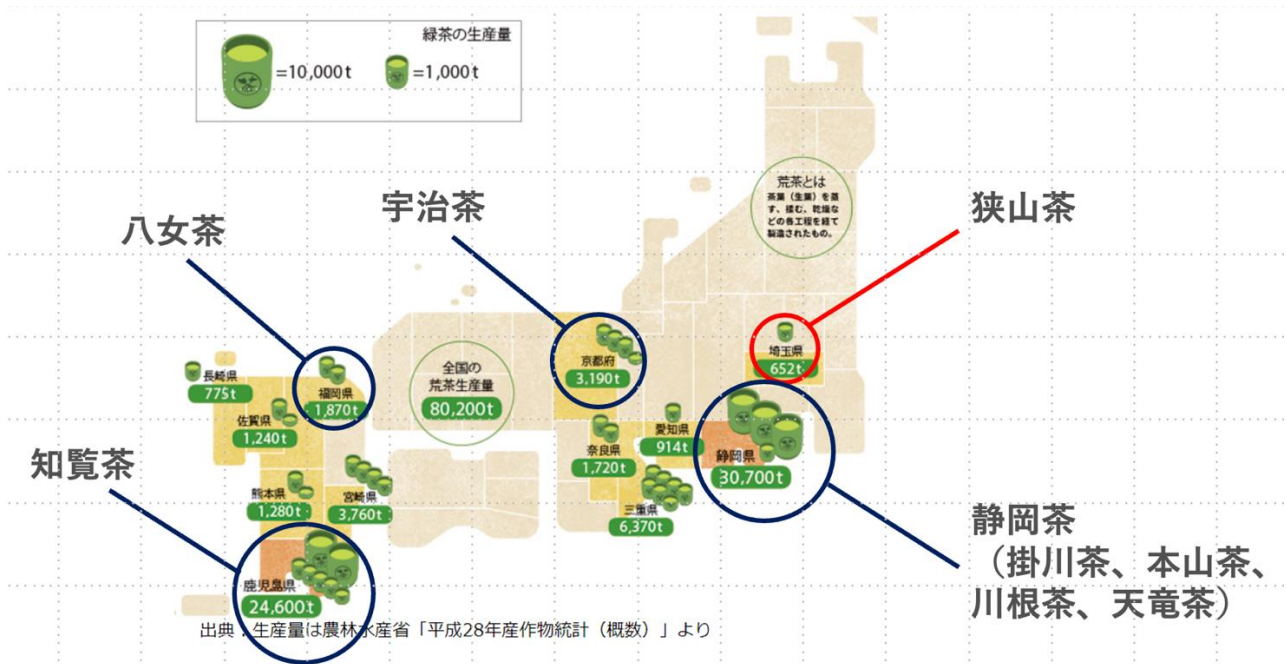 緑茶の生産量
=10,000t
=1,000t
荒茶とは
茶葉（生葉）を蒸
す、揉む、乾燥な
どの各工程を経て
製造されたもの。
八女茶
宇治茶
狭山茶
知覧茶
静岡茶
（掛川茶、本山茶、
川根茶、天竜茶）
全国の
荒茶生産量
80,200t
長崎県
775t
福岡県
1,870t
佐賀県
1,240t
熊本県
1,280t
宮崎県
3,760t
鹿児島県
24,600t
京都府
3,190t
奈良県
1,720t
愛知県
914t
三重県
6,370t
静岡県
30,700t
埼玉県
652t
出典：生産量は農林水産省「平成28年産作物統計（概数）」より